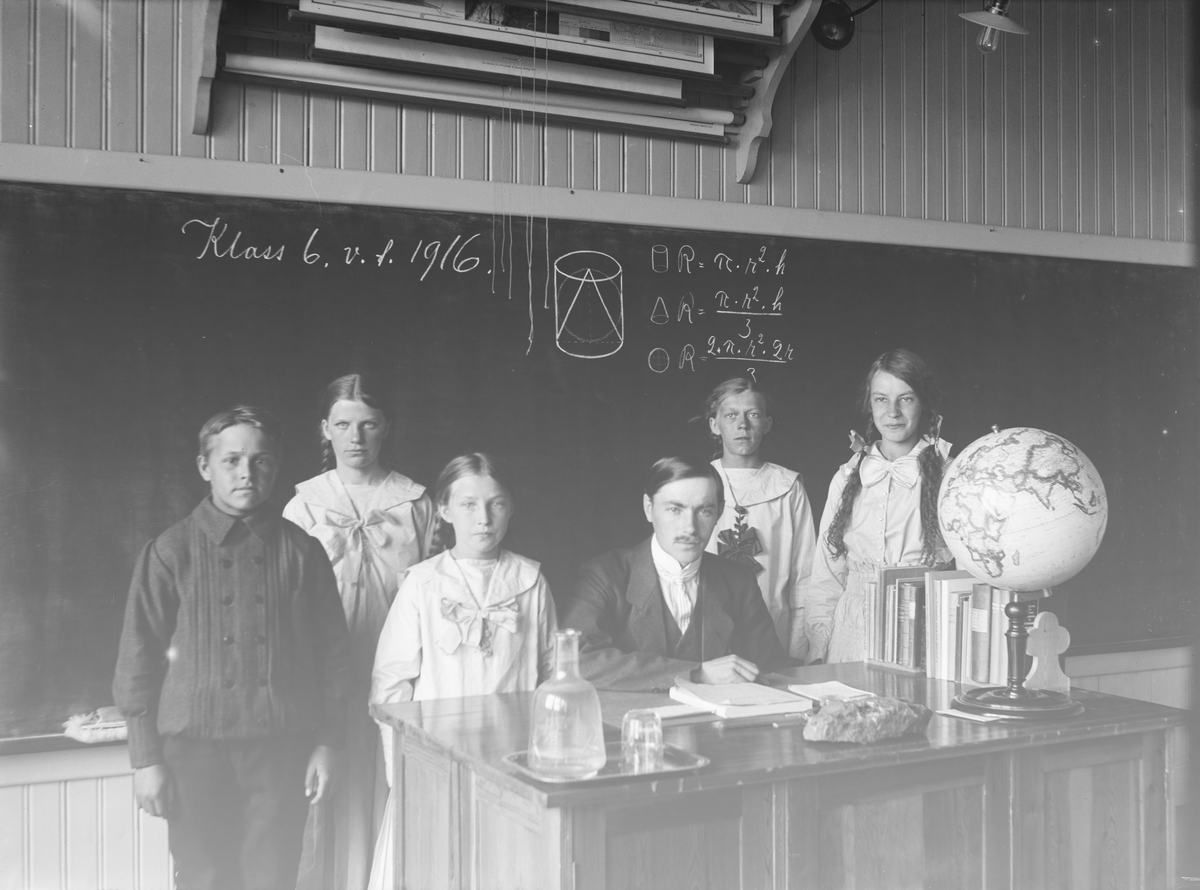 Klass 6. v. t. 1916.
R = π · r² · h
R = π · r² · h / 3
R = 2 · π · r² · 2r / 3